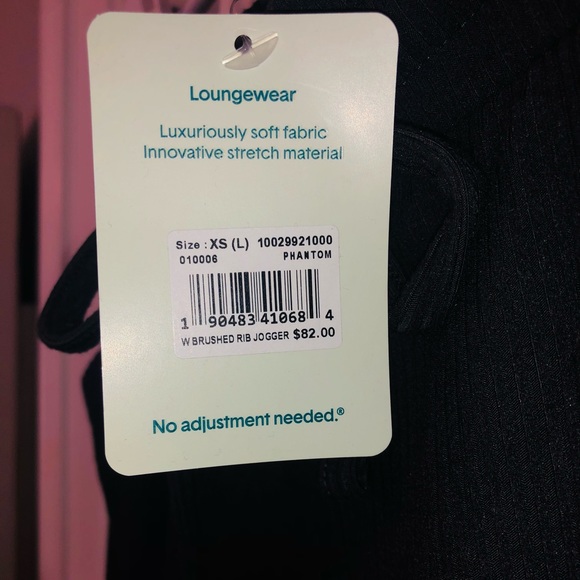 Loungewear
Luxuriously soft fabric
Innovative stretch material
Size : XS (L) 10029921000
010006 PHANTOM
1 90483 41068 4
W BRUSHED RIB JOGGER $82.00
No adjustment needed.®